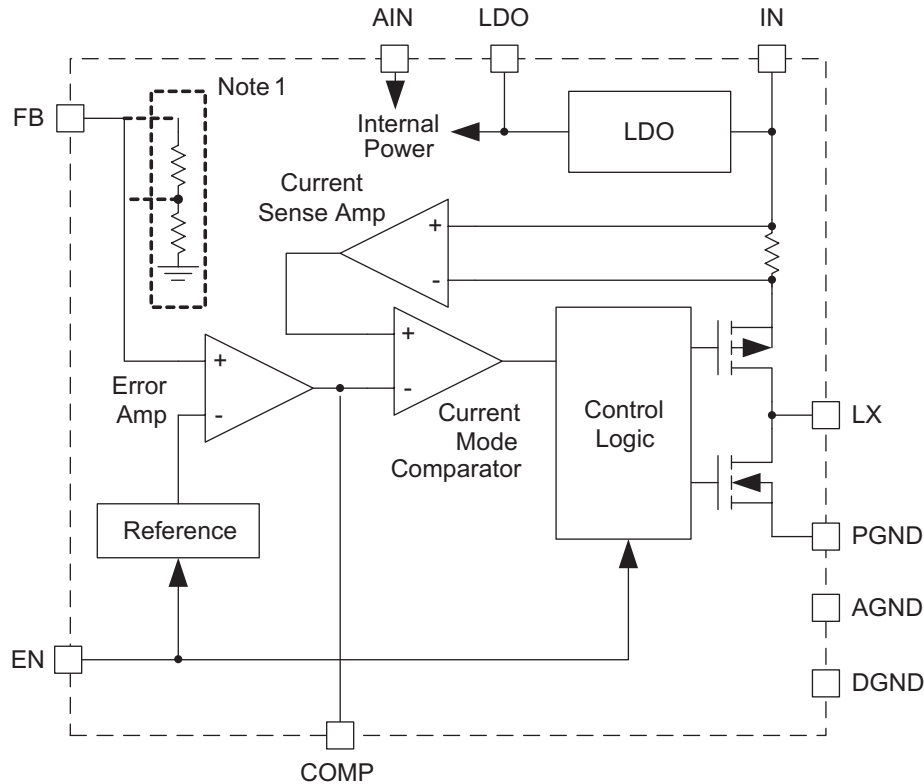 AIN
LDO
IN
Note 1
FB
Internal
Power
LDO
Current
Sense Amp
+
-
+
-
+
-
Error
Amp
Current
Mode
Comparator
Control
Logic
LX
Reference
PGND
AGND
EN
DGND
COMP